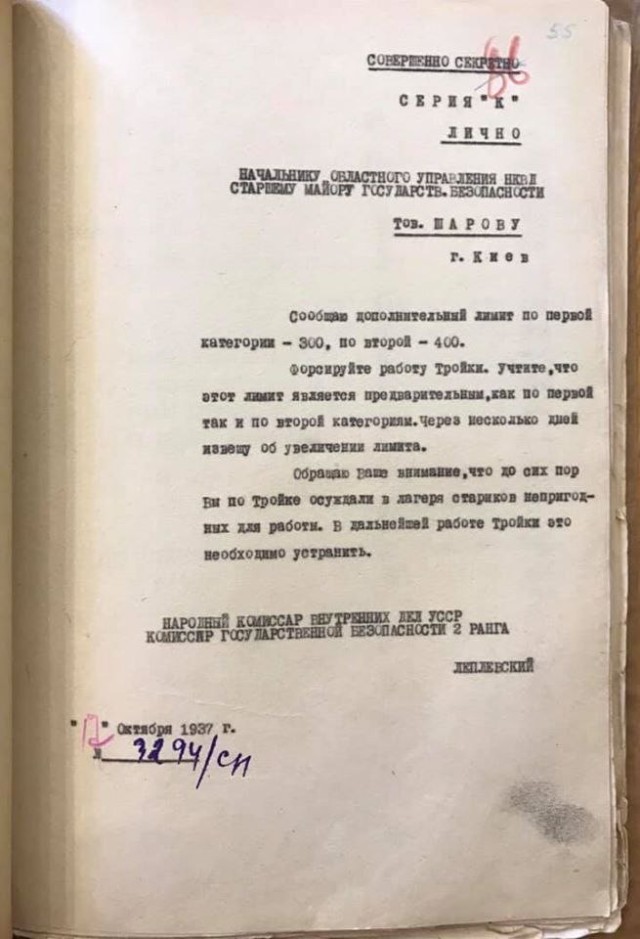 55
66
СОВЕРШЕННО СЕКРЕТНО
СЕРИЯ "К"
ЛИЧНО
НАЧАЛЬНИКУ ОБЛАСТНОГО УПРАВЛЕНИЯ НКВД
СТАРШЕМУ МАЙОРУ ГОСУДАРСТВ.БЕЗОПАСНОСТИ
Тов. ШАРОВУ
г. Киев
Сообщаю дополнительный лимит по первой
категории - 300, по второй - 400.
Форсируйте работу Тройки. Учтите,что
этот лимит является предварительным,как по первой
так и по второй категориям.Через несколько дней
извещу об увеличении лимита.
Обращаю Ваше внимание,что до сих пор
Вы по Тройке осуждали в лагеря стариков непригод-
ных для работы. В дальнейшей работе Тройки это
необходимо устранить.
НАРОДНЫЙ КОМИССАР ВНУТРЕННИХ ДЕЛ УССР
КОМИССАР ГОСУДАРСТВЕННОЙ БЕЗОПАСНОСТИ 2 РАНГА
ЛЕПЛЕВСКИЙ
"17" Октября 1937 г.
№ 3294/сп